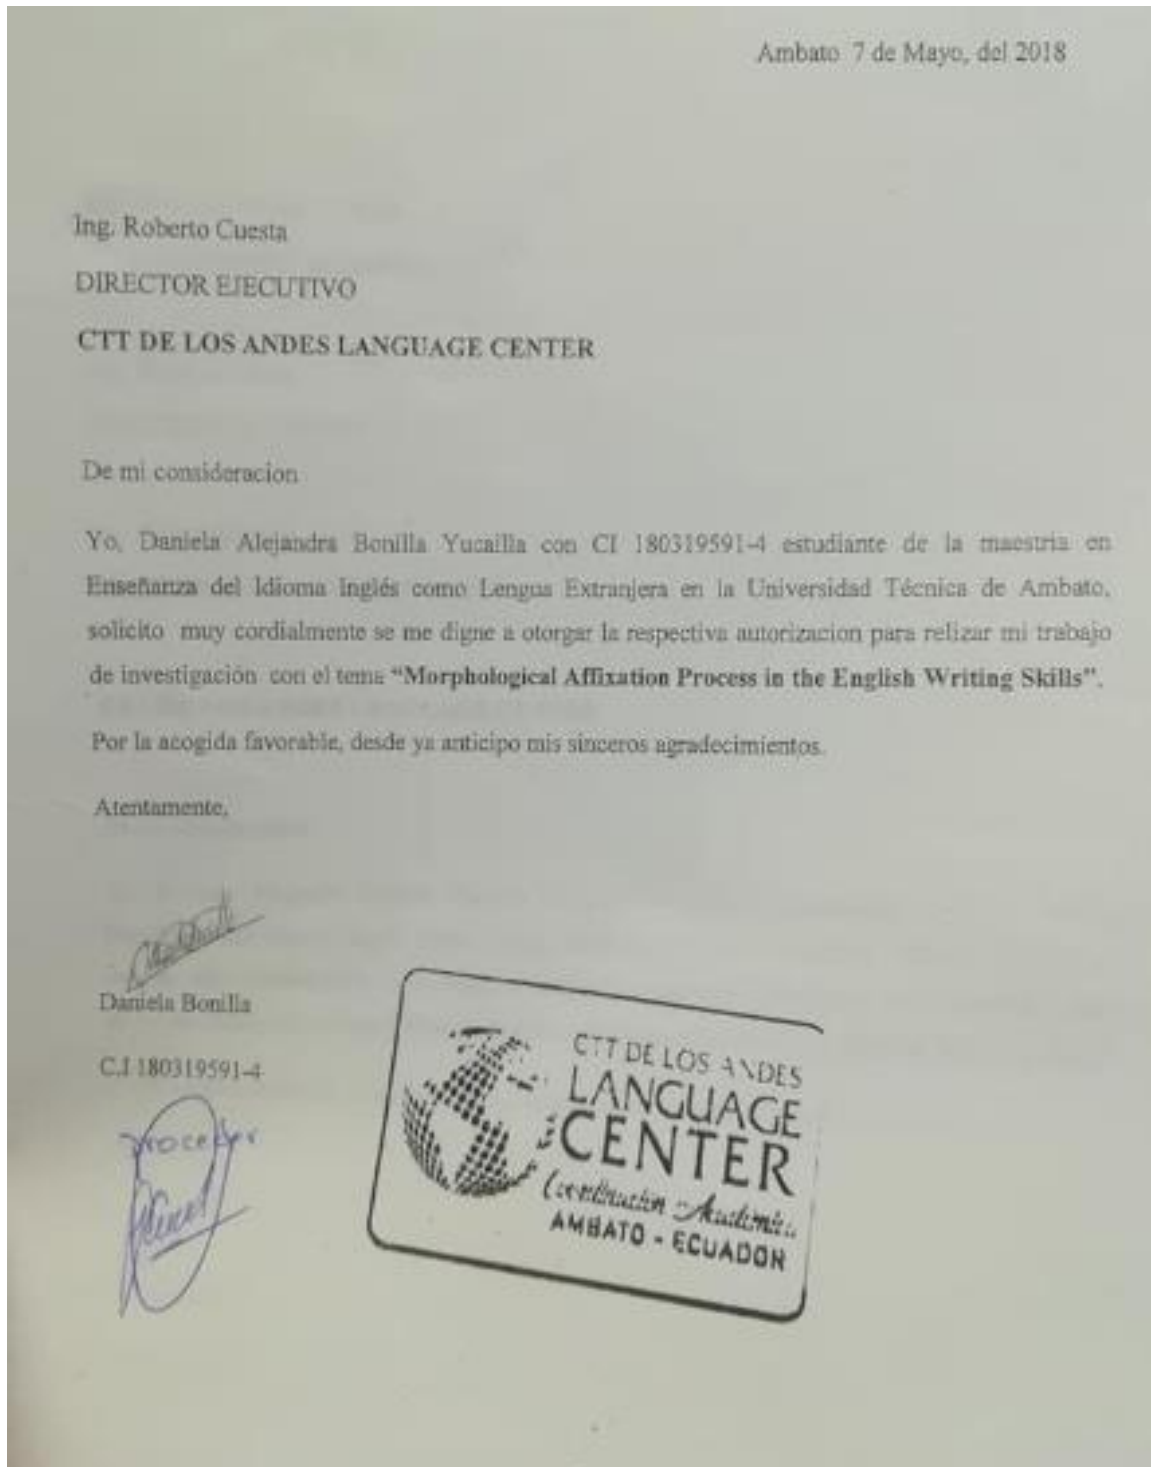 Ambato 7 de Mayo, del 2018
Ing. Roberto Cuesta
DIRECTOR EJECUTIVO
CTT DE LOS ANDES LANGUAGE CENTER
De mi consideracion
Yo, Daniela Alejandra Bonilla Yucailla con CI 180319591-4 estudiante de la maestria en
Enseñanza del Idioma Inglés como Lengua Extranjera en la Universidad Técnica de Ambato,
solicito muy cordialmente se me digne a otorgar la respectiva autorizacion para relizar mi trabajo
de investigación con el tema “Morphological Affixation Process in the English Writing Skills”.
Por la acogida favorable, desde ya anticipo mis sinceros agradecimientos.
Atentamente,
Daniela Bonilla
C.I 180319591-4
proceder
CTT DE LOS ANDES
LANGUAGE
CENTER
Coordinación Académica
AMBATO - ECUADOR